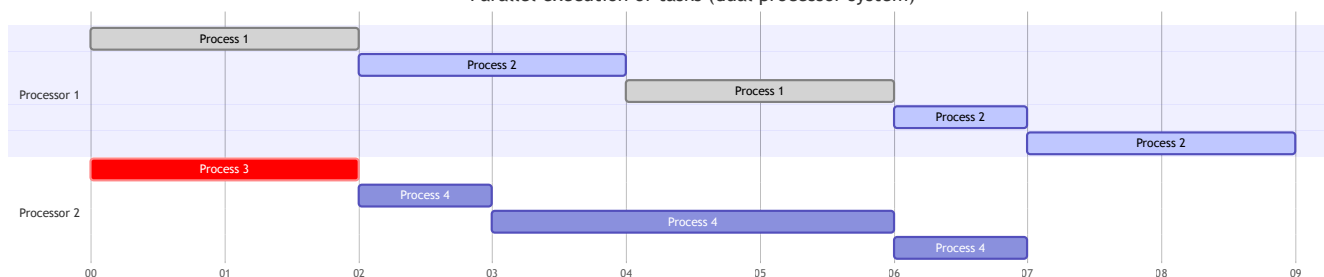 Parallel execution of tasks (dual processor system)
Process 1
Process 2
Processor 1
Process 1
Process 2
Process 2
Process 3
Process 4
Processor 2
Process 4
Process 4
00 01 02 03 04 05 06 07 08 09